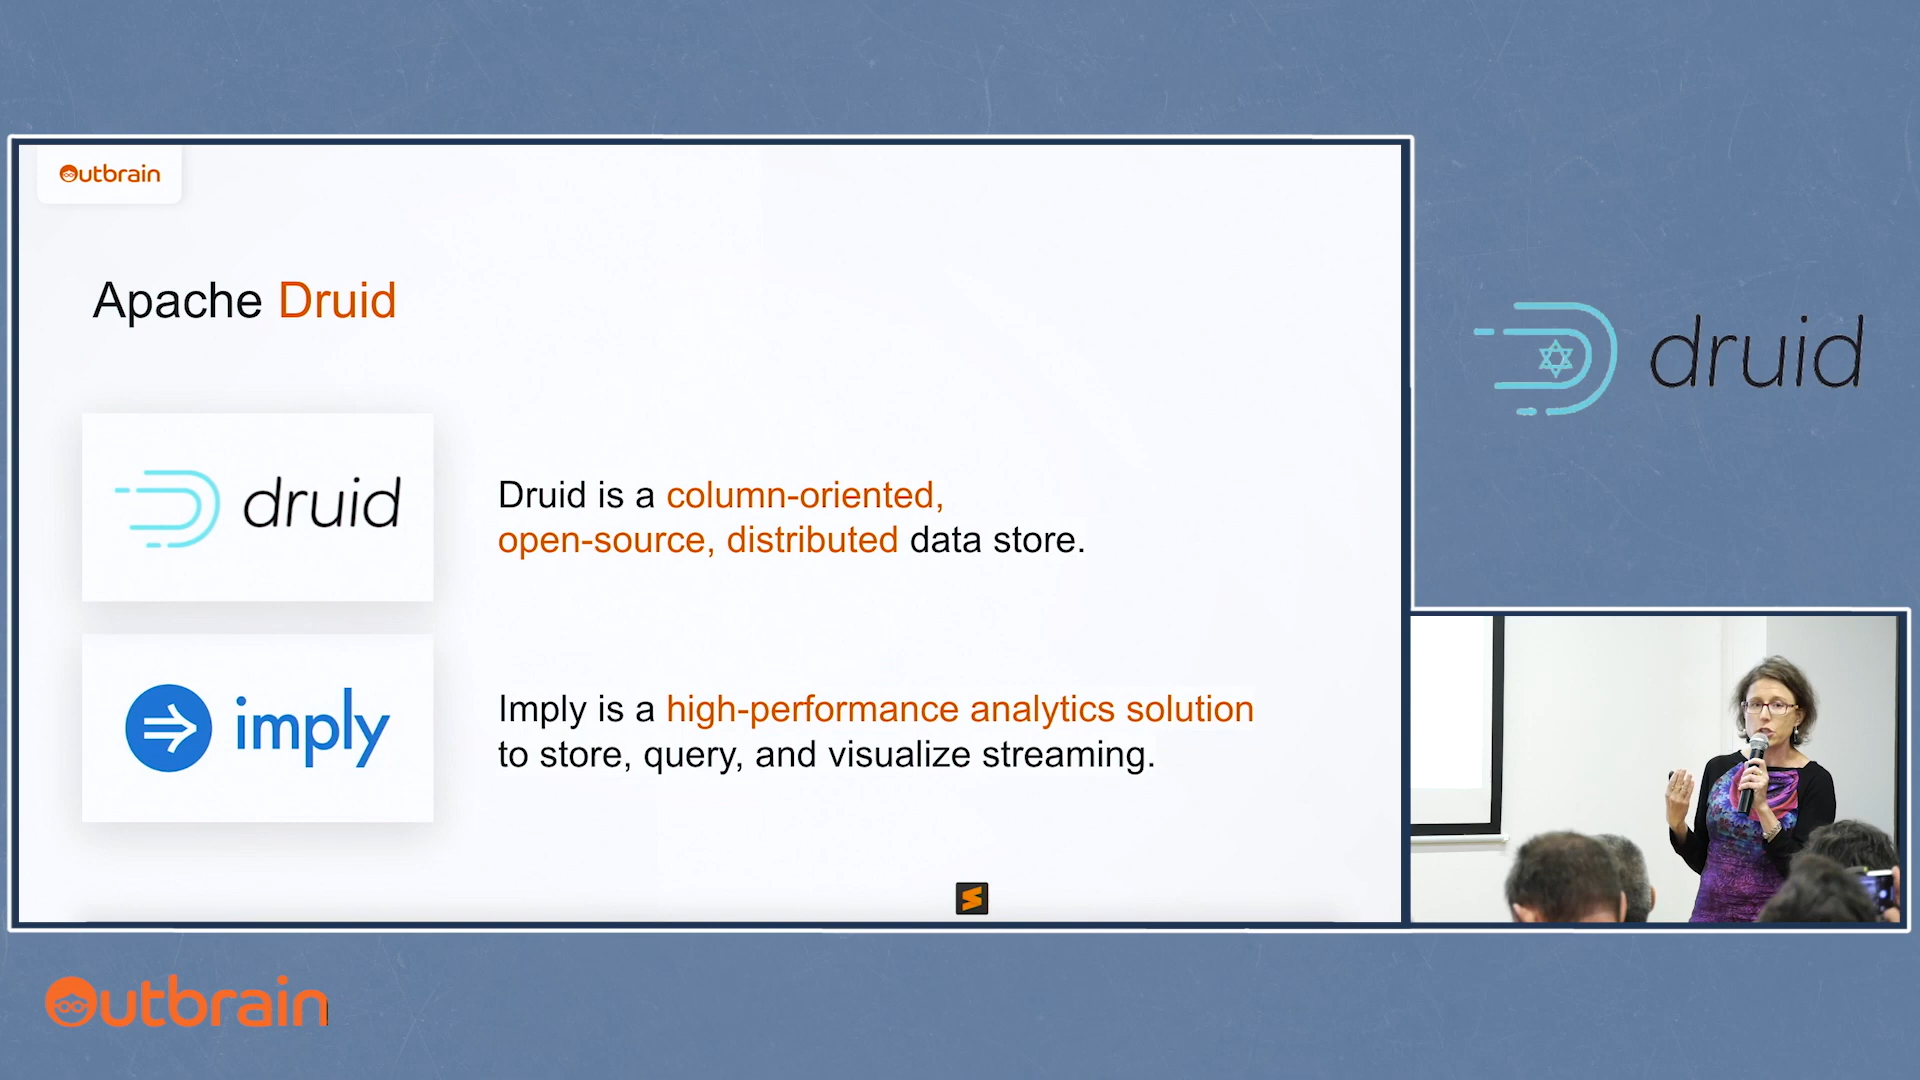 Outbrain
Apache Druid
druid
Druid is a column-oriented,
open-source, distributed data store.
imply
Imply is a high-performance analytics solution
to store, query, and visualize streaming.
druid
Outbrain